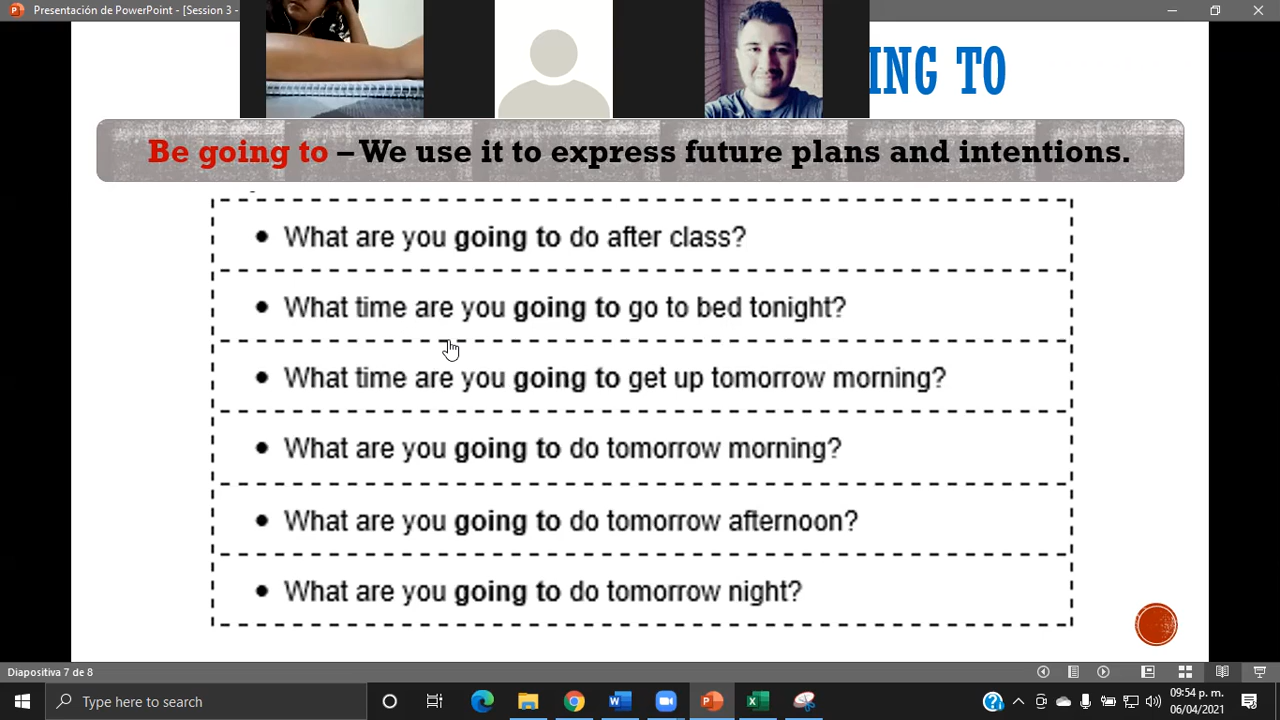 Presentación de PowerPoint - [Session 3 -
ING TO
Be going to – We use it to express future plans and intentions.
• What are you going to do after class?
• What time are you going to go to bed tonight?
• What time are you going to get up tomorrow morning?
• What are you going to do tomorrow morning?
• What are you going to do tomorrow afternoon?
• What are you going to do tomorrow night?
Diapositiva 7 de 8
Type here to search
09:54 p. m.
06/04/2021